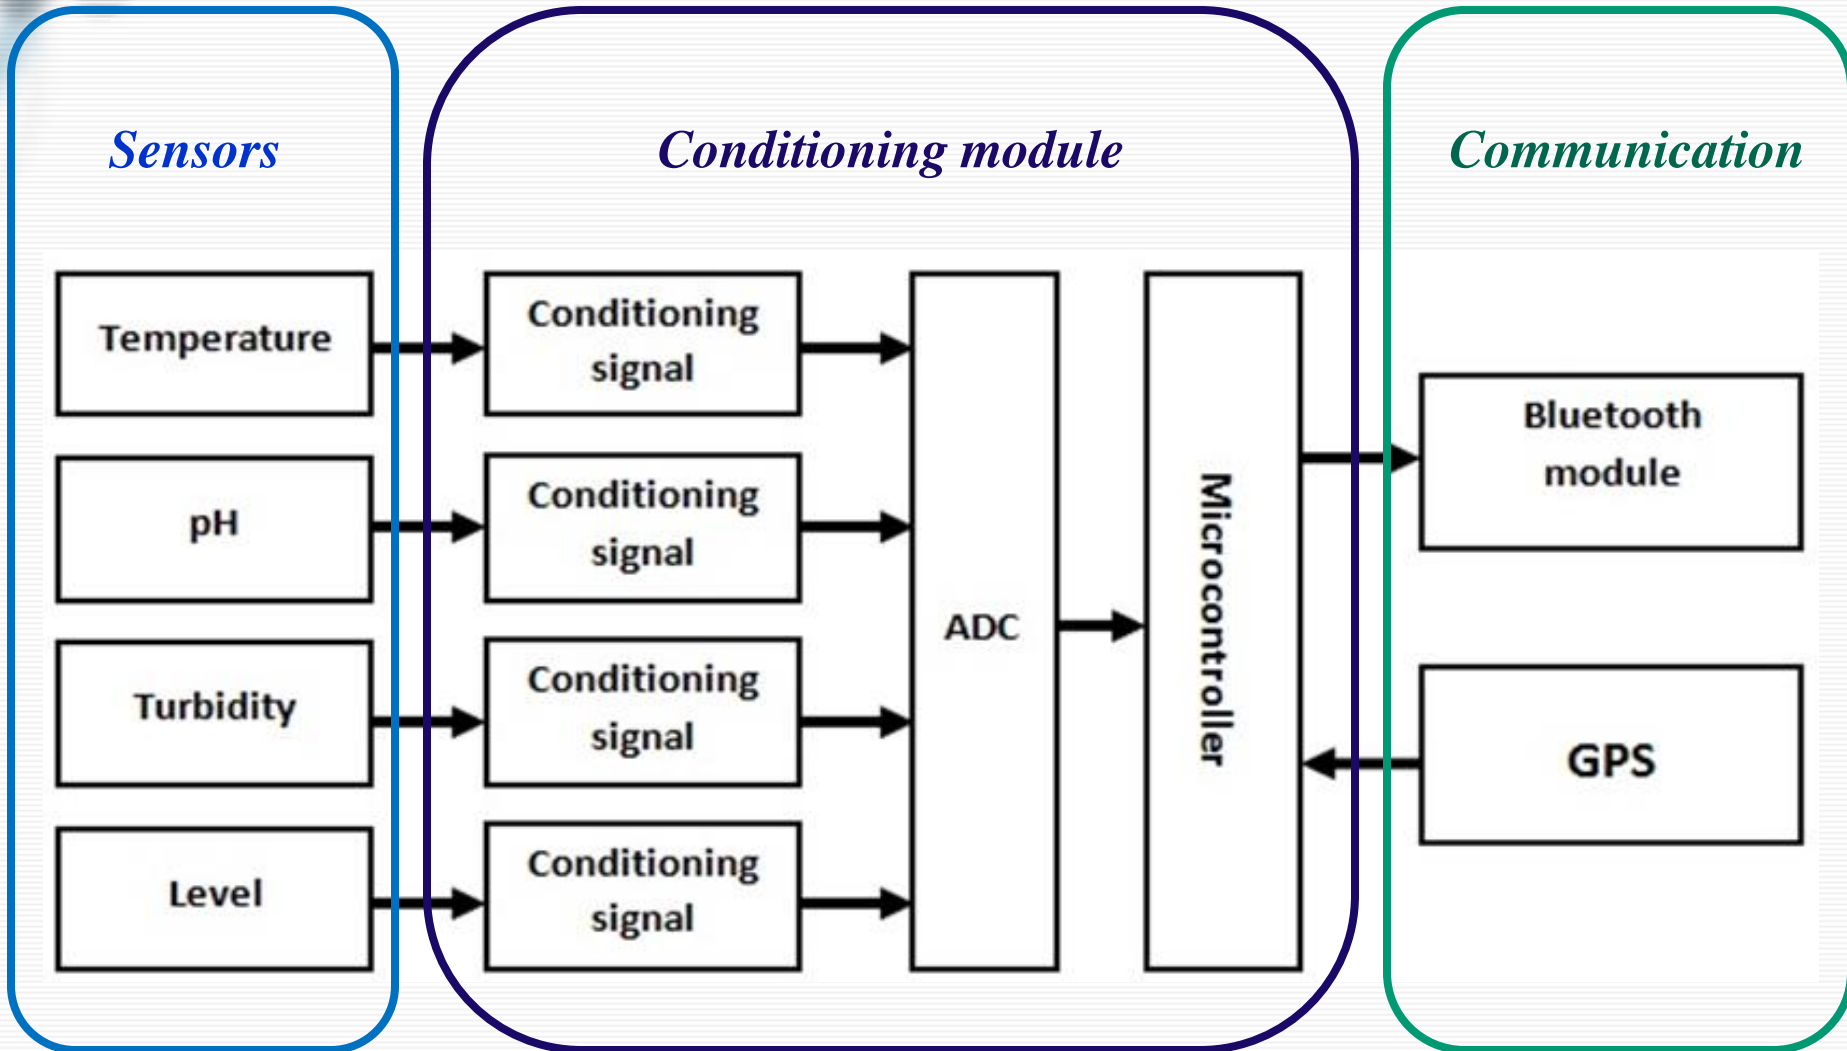 Sensors
Conditioning module
Communication
Temperature
Conditioning
signal
pH
Conditioning
signal
Turbidity
Conditioning
signal
Level
Conditioning
signal
ADC
Microcontroller
Bluetooth
module
GPS